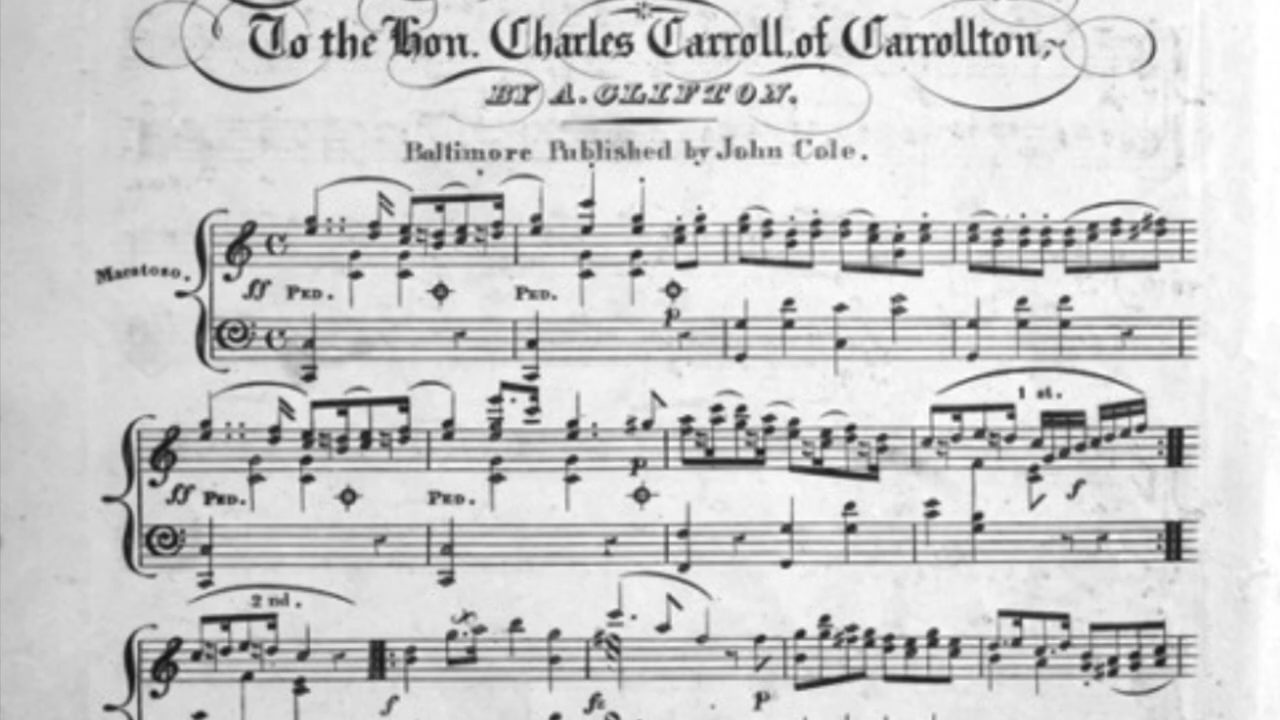 To the Hon. Charles Carroll, of Carrollton,
BY A. CLIFTON.
Baltimore Published by John Cole.
Maestoso.
ff PED. PED. p
1 st.
ff PED. PED. p f
2 nd.
f fz p